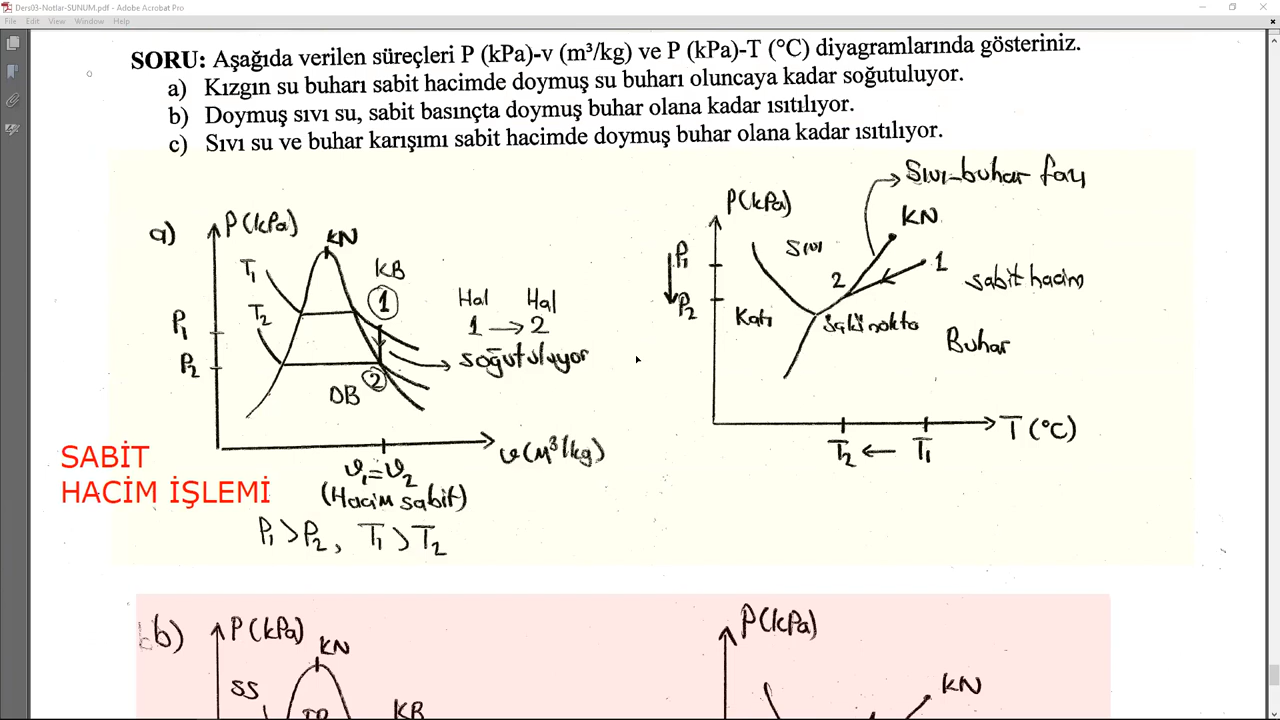 Ders03-Notlar-SUNUM.pdf - Adobe Acrobat Pro
File Edit View Window Help
SORU: Aşağıda verilen süreçleri P (kPa)-v (m³/kg) ve P (kPa)-T (°C) diyagramlarında gösteriniz.
a) Kızgın su buharı sabit hacimde doymuş su buharı oluncaya kadar soğutuluyor.
b) Doymuş sıvı su, sabit basınçta doymuş buhar olana kadar ısıtılıyor.
c) Sıvı su ve buhar karışımı sabit hacimde doymuş buhar olana kadar ısıtılıyor.
a)
P(kPa)
KN
T₁
KB
1
T₂
P₁
P₂
Hal Hal
1 → 2
soğutuluyor
2
DB
υ(m³/kg)
υ₁=υ₂
(Hacim sabit)
P₁>P₂, T₁>T₂
SABİT
HACİM İŞLEMİ
P(kPa)
Sıvı-buhar fazı
KN
P₁
Sıvı
1
2
sabit hacim
P₂
Katı
üçlü nokta
Buhar
T(°C)
T₂ ← T₁
b)
P(kPa)
KN
SS
KB
P(kPa)
KN